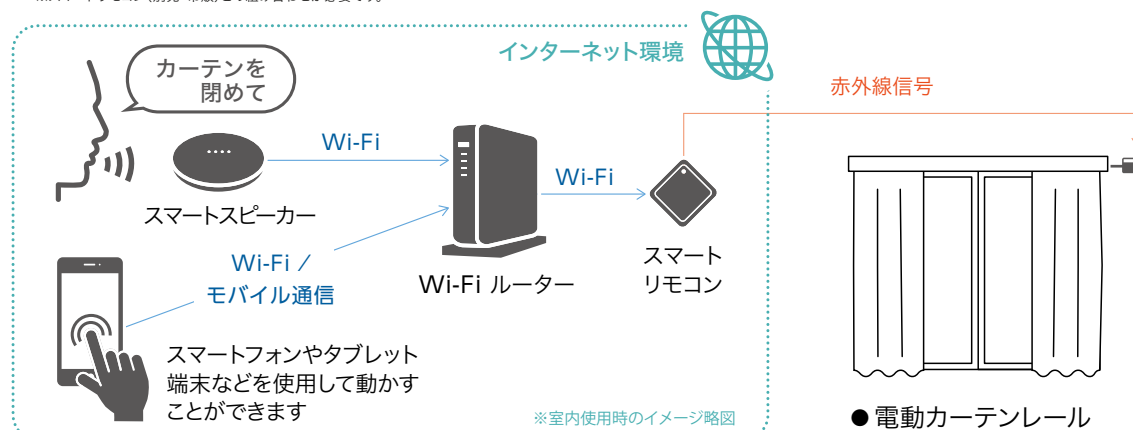 インターネット環境
カーテンを
閉めて
赤外線信号
Wi-Fi
Wi-Fi
スマートスピーカー
スマート
リモコン
Wi-Fi /
モバイル通信
Wi-Fi ルーター
スマートフォンやタブレット
端末などを使用して動かす
ことができます
※室内使用時のイメージ略図
●電動カーテンレール